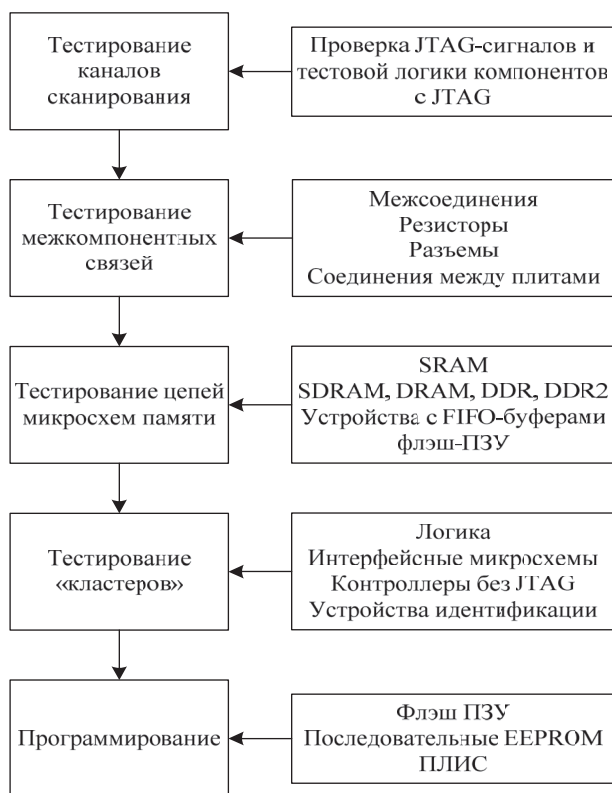 Тестирование
каналов
сканирования
Проверка JTAG-сигналов и
тестовой логики компонентов
с JTAG
Тестирование
межкомпонентных
связей
Межсоединения
Резисторы
Разъемы
Соединения между плитами
Тестирование цепей
микросхем памяти
SRAM
SDRAM, DRAM, DDR, DDR2
Устройства с FIFO-буферами
флэш-ПЗУ
Тестирование
«кластеров»
Логика
Интерфейсные микросхемы
Контроллеры без JTAG
Устройства идентификации
Программирование
Флэш ПЗУ
Последовательные EEPROM
ПЛИС